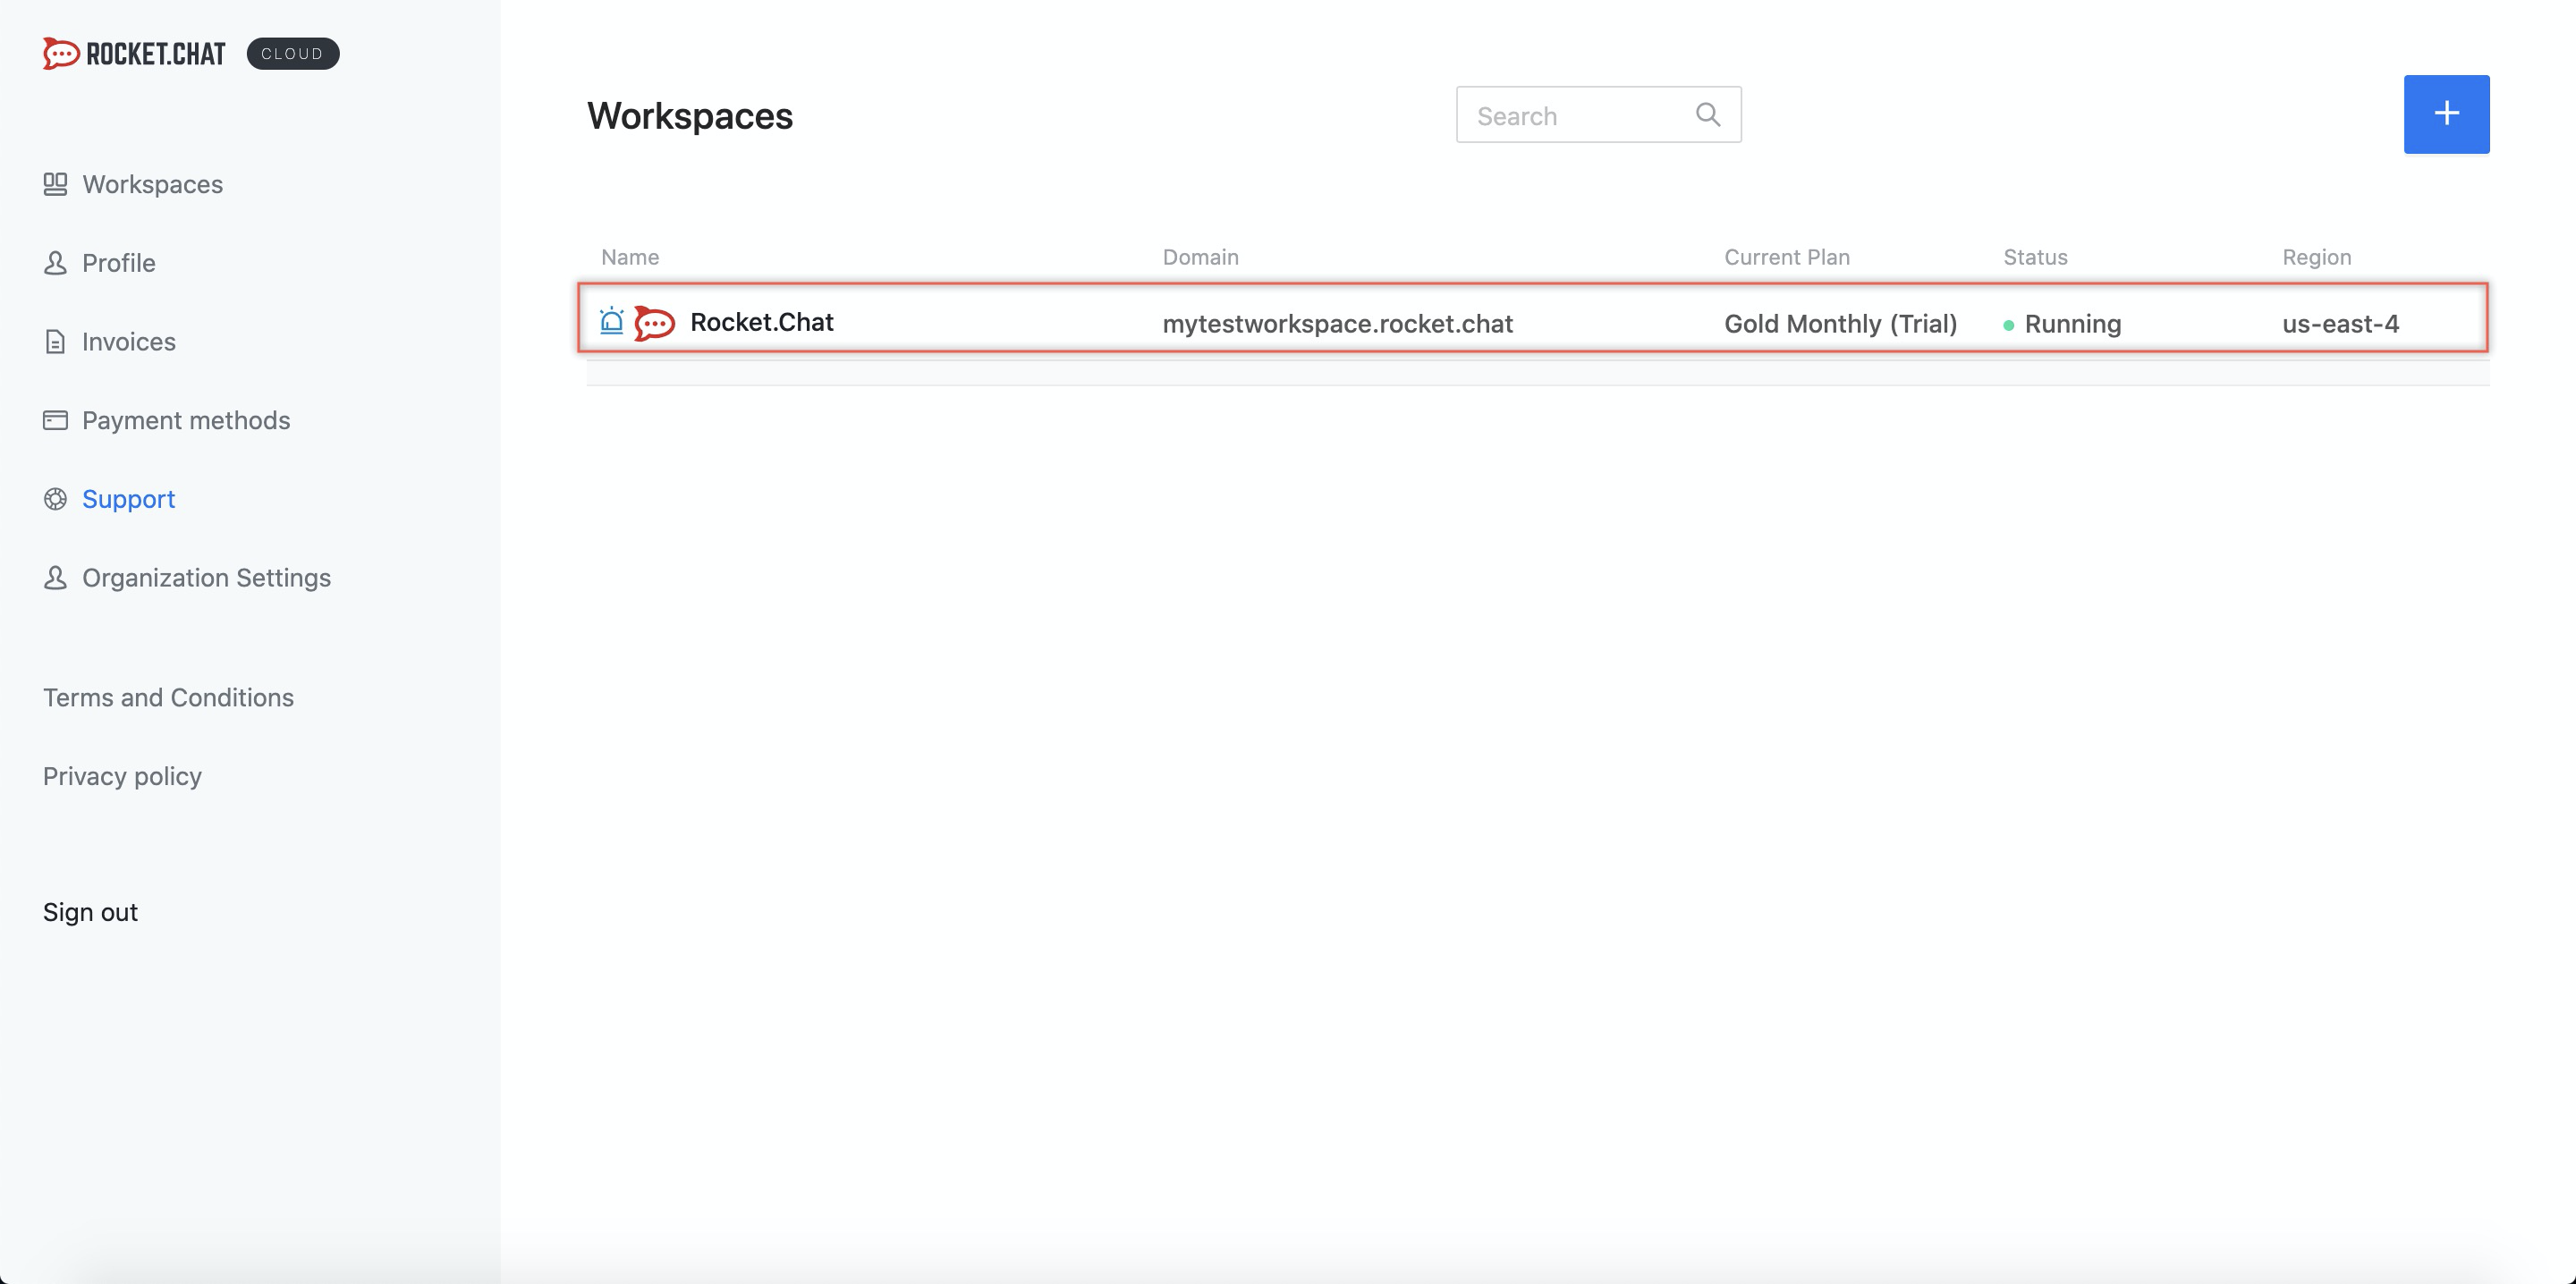 ROCKET.CHAT CLOUD
Workspaces
Profile
Invoices
Payment methods
Support
Organization Settings
Terms and Conditions
Privacy policy
Sign out
Workspaces
Search
+
Name Domain Current Plan Status Region
Rocket.Chat mytestworkspace.rocket.chat Gold Monthly (Trial) Running us-east-4